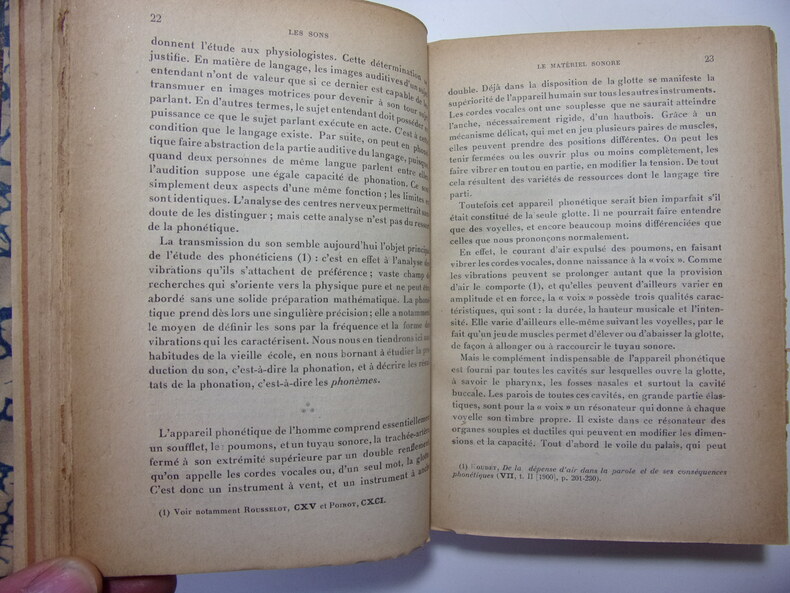 22
LES SONS
donnent l'étude aux physiologistes. Cette détermination se
justifie. En matière de langage, les images auditives d'un sujet
entendant n'ont de valeur que si ce dernier est capable de les
transmuer en images motrices pour devenir à son tour sujet
parlant. En d'autres termes, le sujet entendant doit posséder en
puissance ce que le sujet parlant exécute en acte. C'est à cette
condition que le langage existe. Par suite, on peut en phoné-
tique faire abstraction de la partie auditive du langage, puisque
quand deux personnes de même langue parlent entre elles
l'audition suppose une égale capacité de phonation. Ce sont
simplement deux aspects d'une même fonction ; les limites en
sont identiques. L'analyse des centres nerveux permettrait sans
doute de les distinguer ; mais cette analyse n'est pas du ressort
de la phonétique.
La transmission du son semble aujourd'hui l'objet principal
de l'étude des phonéticiens (1) : c'est en effet à l'analyse des
vibrations qu'ils s'attachent de préférence ; vaste champ de
recherches qui s'oriente vers la physique pure et ne peut être
abordé sans une solide préparation mathématique. La phoné-
tique prend dès lors une singulière précision ; elle a notamment
le moyen de définir les sons par la fréquence et la forme des
vibrations qui les caractérisent. Nous nous en tiendrons ici aux
habitudes de la vieille école, en nous bornant à étudier la pro-
duction du son, c'est-à-dire la phonation, et à décrire les résul-
tats de la phonation, c'est-à-dire les phonèmes.
L'appareil phonétique de l'homme comprend essentiellement
un soufflet, les poumons, et un tuyau sonore, la trachée-artère,
fermé à son extrémité supérieure par un double renflement
qu'on appelle les cordes vocales ou, d'un seul mot, la glotte.
C'est donc un instrument à vent, et un instrument à anche
(1) Voir notamment ROUSSELOT, CXV et POIROT, CXCI.
LE MATÉRIEL SONORE
23
double. Déjà dans la disposition de la glotte se manifeste la
supériorité de l'appareil humain sur tous les autres instruments.
Les cordes vocales ont une souplesse que ne saurait atteindre
l'anche, nécessairement rigide, d'un hautbois. Grâce à un
mécanisme délicat, qui met en jeu plusieurs paires de muscles,
elles peuvent prendre des positions différentes. On peut les
tenir fermées ou les ouvrir plus ou moins complètement, les
faire vibrer en tout ou en partie, en modifier la tension. De tout
cela résultent des variétés de ressources dont le langage tire
parti.
Toutefois cet appareil phonétique serait bien imparfait s'il
était constitué de la seule glotte. Il ne pourrait faire entendre
que des voyelles, et encore beaucoup moins différenciées que
celles que nous prononçons normalement.
En effet, le courant d'air expulsé des poumons, en faisant
vibrer les cordes vocales, donne naissance à la « voix ». Comme
les vibrations peuvent se prolonger autant que la provision
d'air le comporte (1), et qu'elles peuvent d'ailleurs varier en
amplitude et en force, la « voix » possède trois qualités carac-
téristiques, qui sont : la durée, la hauteur musicale et l'inten-
sité. Elle varie d'ailleurs elle-même suivant les voyelles, par le
fait qu'un jeu de muscles permet d'élever ou d'abaisser la glotte,
de façon à allonger ou à raccourcir le tuyau sonore.
Mais le complément indispensable de l'appareil phonétique
est fourni par toutes les cavités sur lesquelles ouvre la glotte,
à savoir le pharynx, les fosses nasales et surtout la cavité
buccale. Les parois de toutes ces cavités, en grande partie élas-
tiques, sont pour la « voix » un résonateur qui donne à chaque
voyelle son timbre propre. Il existe dans ce résonateur des
organes souples et ductiles qui peuvent en modifier les dimen-
sions et la capacité. Tout d'abord le voile du palais, qui peut
(1) De la dépense d'air dans la parole et de ses conséquences
phonétiques (VII, t. II [1900], p. 201-230).